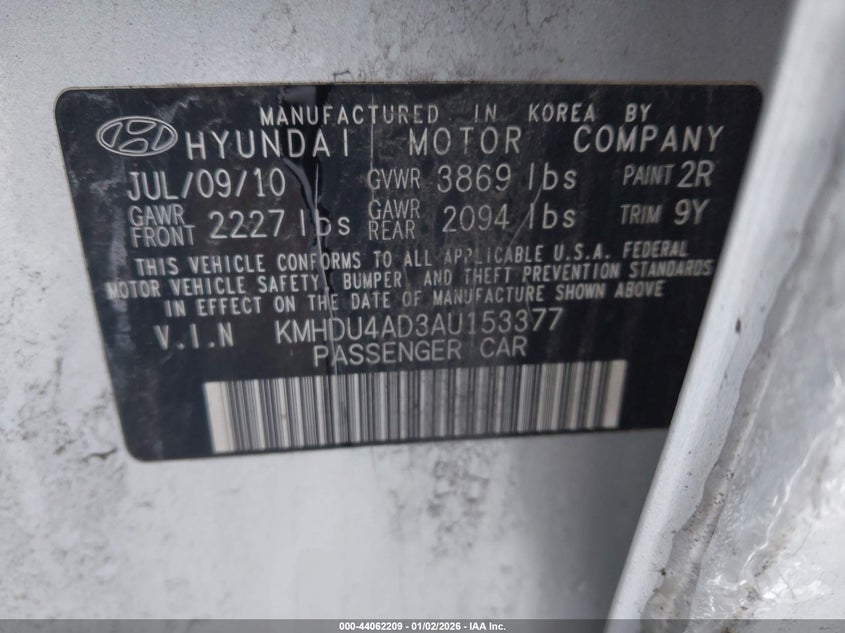 MANUFACTURED IN KOREA BY
HYUNDAI MOTOR COMPANY
JUL/09/10 GVWR 3869 lbs PAINT 2R
GAWR FRONT 2227 lbs GAWR REAR 2094 lbs TRIM 9Y
THIS VEHICLE CONFORMS TO ALL APPLICABLE U.S.A. FEDERAL
MOTOR VEHICLE SAFETY, BUMPER AND THEFT PREVENTION STANDARDS
IN EFFECT ON THE DATE OF MANUFACTURE SHOWN ABOVE
V.I.N KMHDU4AD3AU153377
PASSENGER CAR
000-44062209 - 01/02/2026 - IAA Inc.